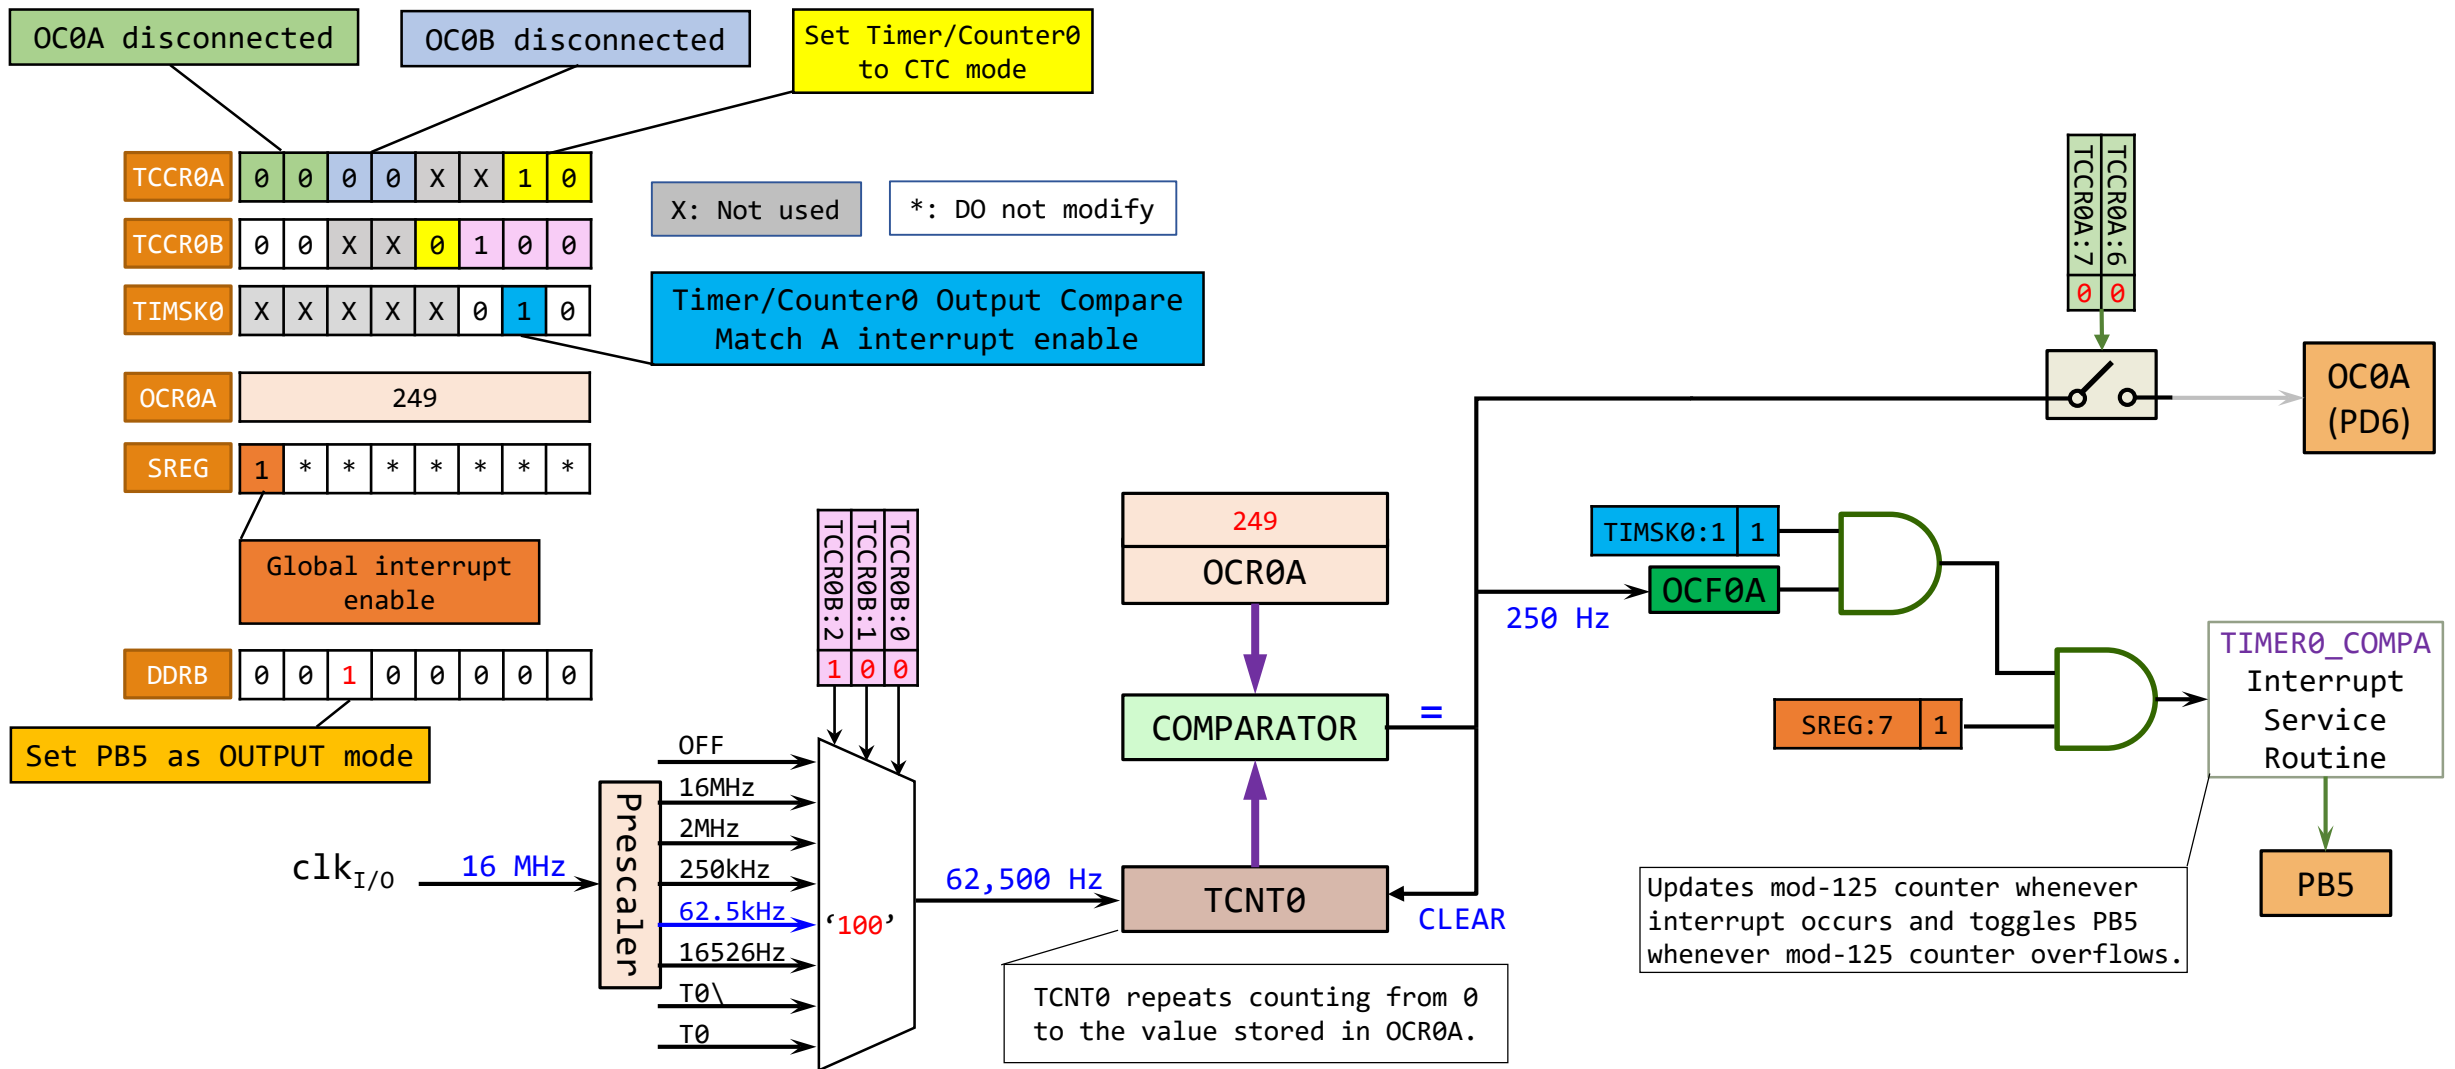 OC0A disconnected
OC0B disconnected
Set Timer/Counter0
to CTC mode
TCCR0A 0 0 0 0 X X 1 0
TCCR0B 0 0 X X 0 1 0 0
TIMSK0 X X X X X 0 1 0
OCR0A 249
SREG 1 * * * * * * *
DDRB 0 0 1 0 0 0 0 0
X: Not used
*: DO not modify
Timer/Counter0 Output Compare
Match A interrupt enable
Global interrupt
enable
Set PB5 as OUTPUT mode
TCCR0B:2 1
TCCR0B:1 0
TCCR0B:0 0
clkI/O
16 MHz
Prescaler
OFF
16MHz
2MHz
250kHz
62.5kHz
16526Hz
T0\
T0
‘100’
62,500 Hz
249
OCR0A
COMPARATOR
=
TCNT0
CLEAR
TCNT0 repeats counting from 0
to the value stored in OCR0A.
TCCR0A:7 0
TCCR0A:6 0
OC0A
(PD6)
250 Hz
TIMSK0:1 1
OCF0A
SREG:7 1
TIMER0_COMPA
Interrupt
Service
Routine
PB5
Updates mod-125 counter whenever
interrupt occurs and toggles PB5
whenever mod-125 counter overflows.